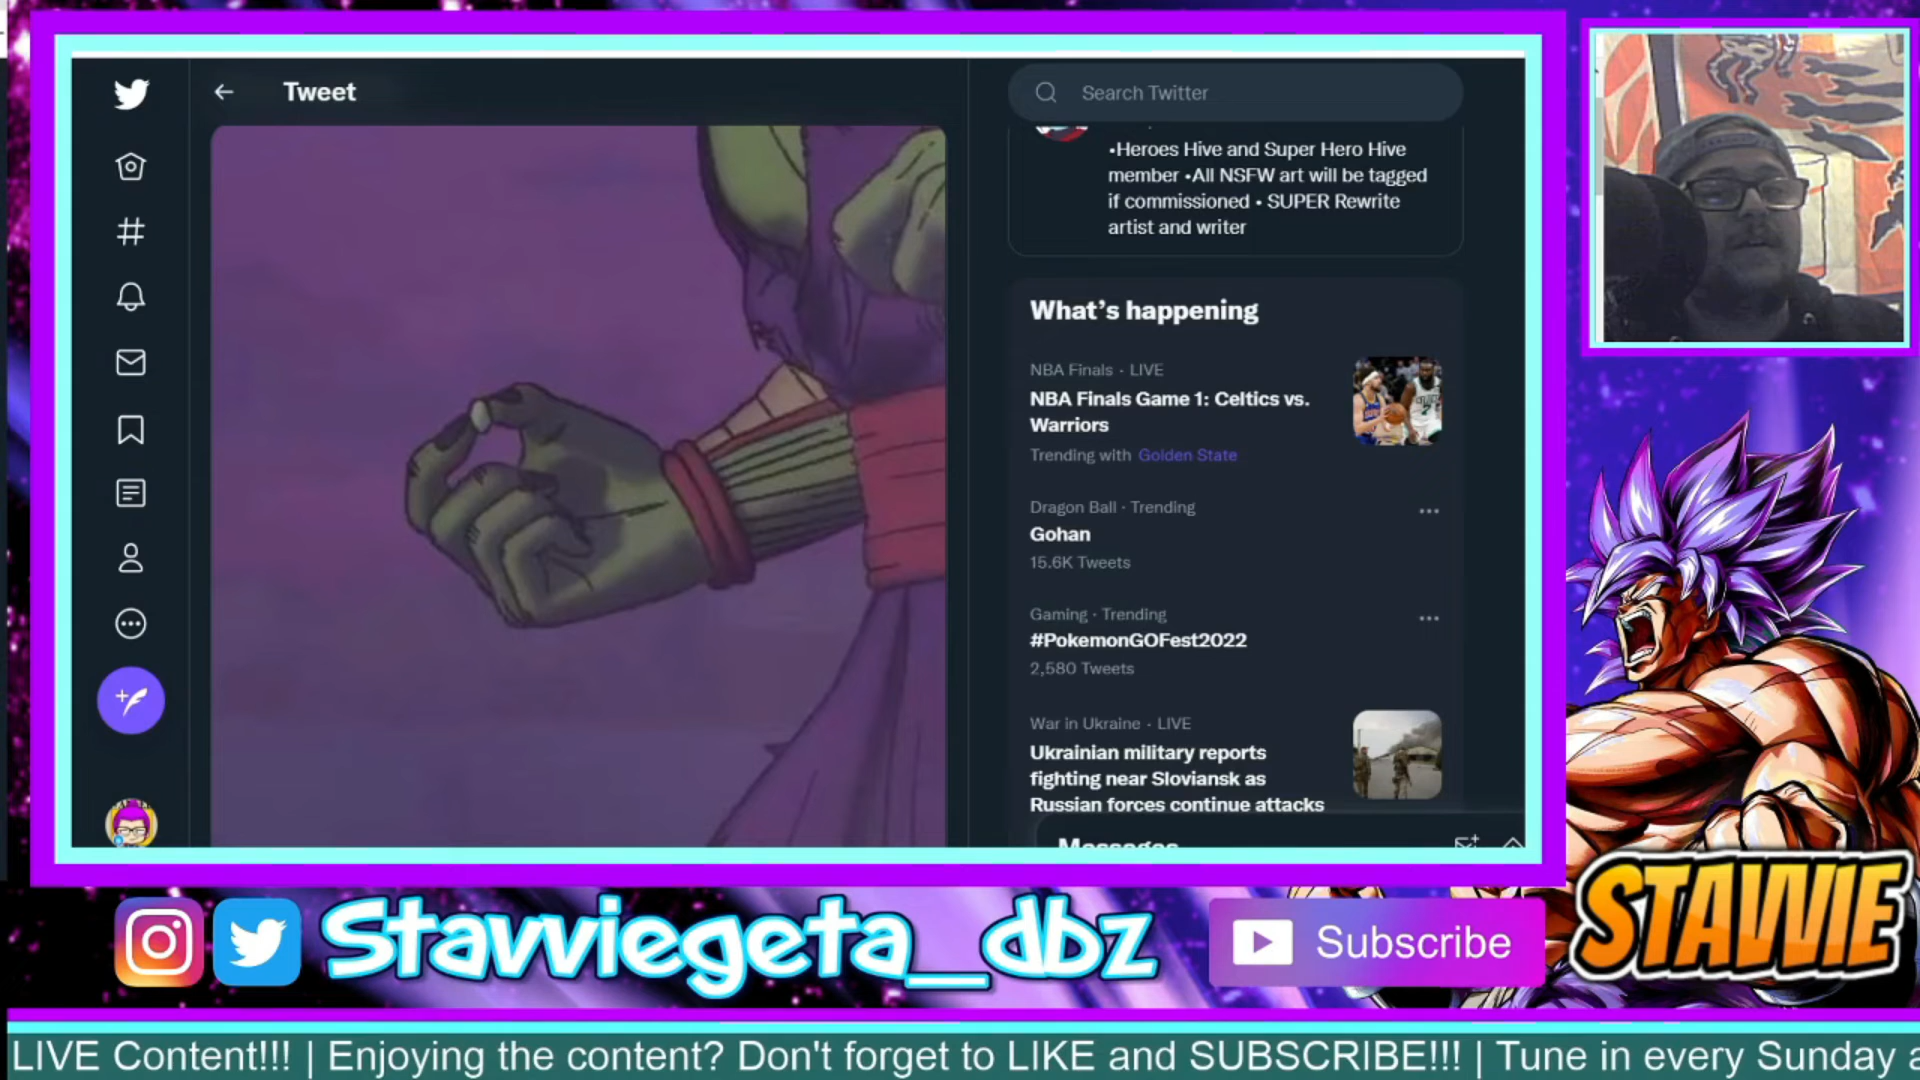 Tweet
Search Twitter
•Heroes Hive and Super Hero Hive
member •All NSFW art will be tagged
if commissioned • SUPER Rewrite
artist and writer
What's happening
NBA Finals · LIVE
NBA Finals Game 1: Celtics vs.
Warriors
Trending with Golden State
Dragon Ball · Trending
Gohan
15.6K Tweets
Gaming · Trending
#PokemonGOFest2022
2,580 Tweets
War in Ukraine · LIVE
Ukrainian military reports
fighting near Sloviansk as
Russian forces continue attacks
Messages
Stavviegeta_dbz
Subscribe
STAVVIE
LIVE Content!!! | Enjoying the content? Don't forget to LIKE and SUBSCRIBE!!! | Tune in every Sunday a